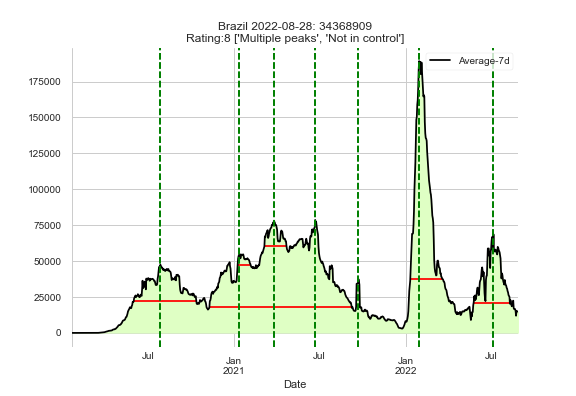 Brazil 2022-08-28: 34368909
Rating:8 ['Multiple peaks', 'Not in control']
Average-7d
175000
150000
125000
100000
75000
50000
25000
0
Jul
Jan
2021
Jul
Jan
2022
Jul
Date